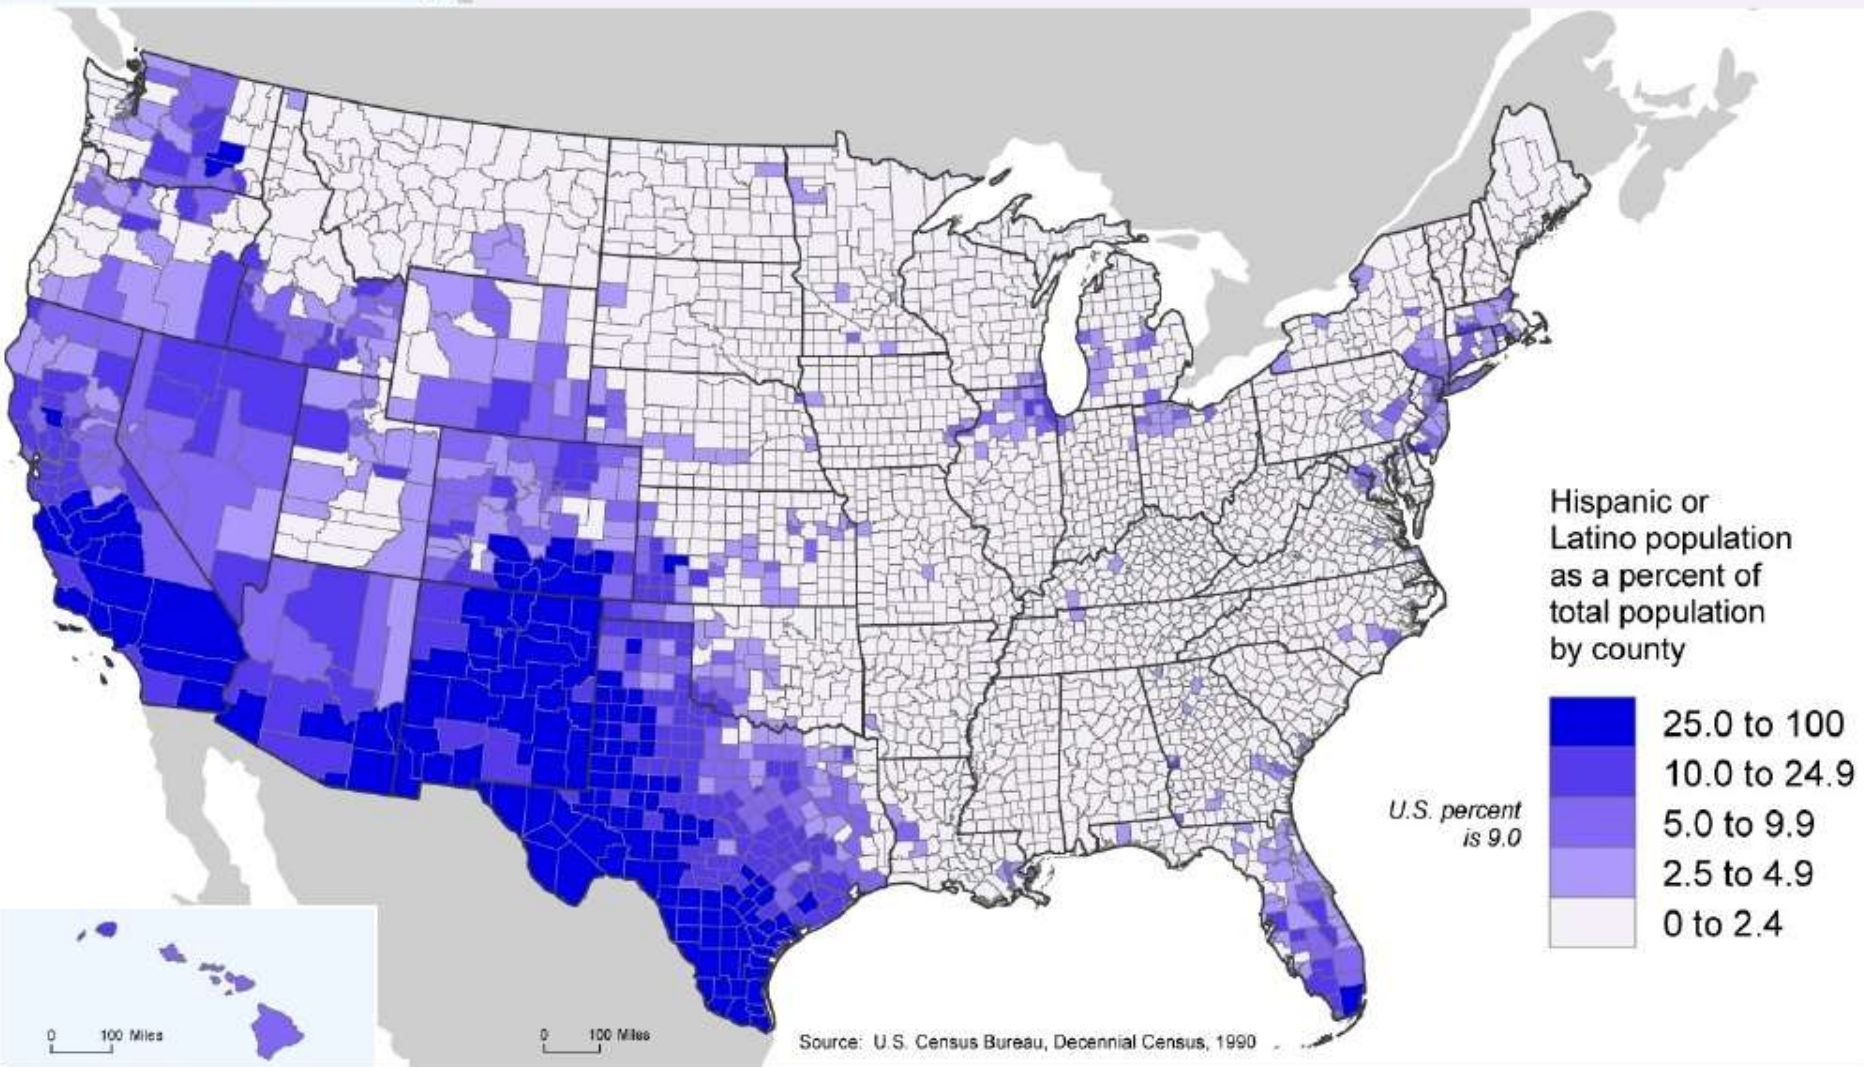 Hispanic or
Latino population
as a percent of
total population
by county
25.0 to 100
10.0 to 24.9
5.0 to 9.9
2.5 to 4.9
0 to 2.4
U.S. percent
is 9.0
0 100 Miles
0 100 Miles
Source: U.S. Census Bureau, Decennial Census, 1990